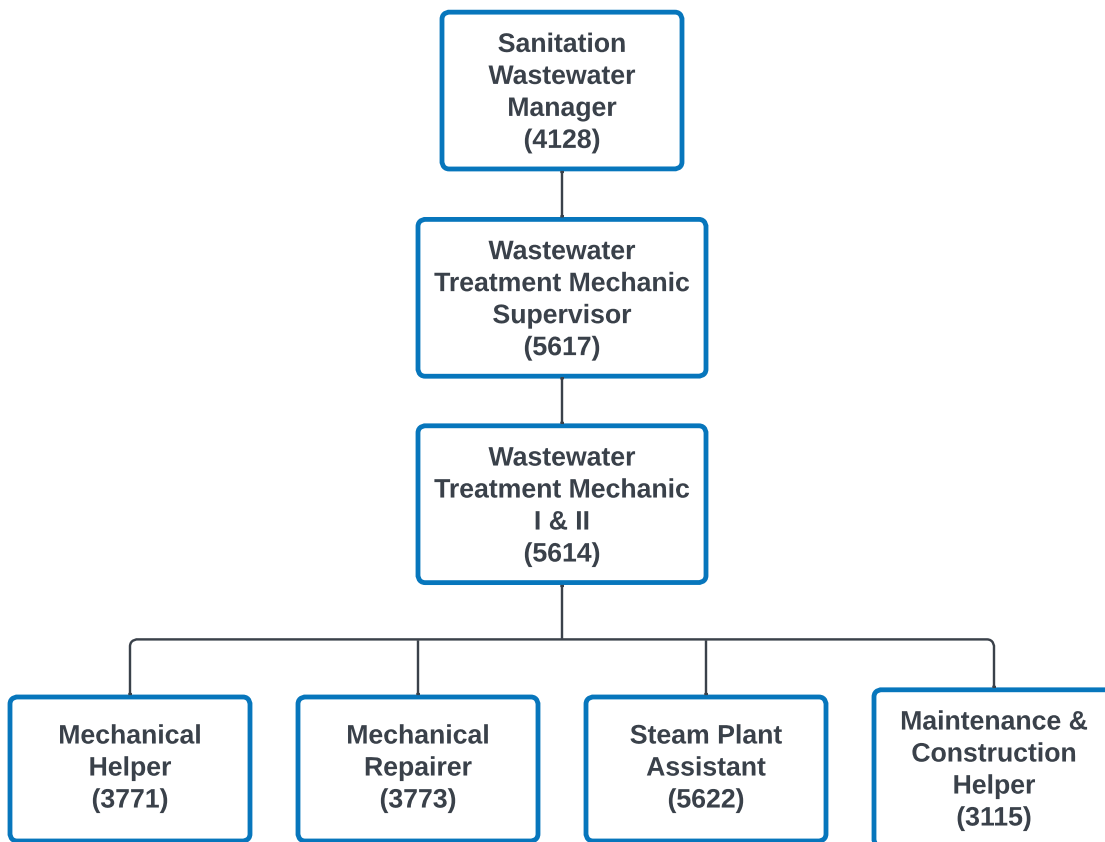 Sanitation
Wastewater
Manager
(4128)
Wastewater
Treatment Mechanic
Supervisor
(5617)
Wastewater
Treatment Mechanic
I & II
(5614)
Mechanical
Helper
(3771)
Mechanical
Repairer
(3773)
Steam Plant
Assistant
(5622)
Maintenance &
Construction
Helper
(3115)